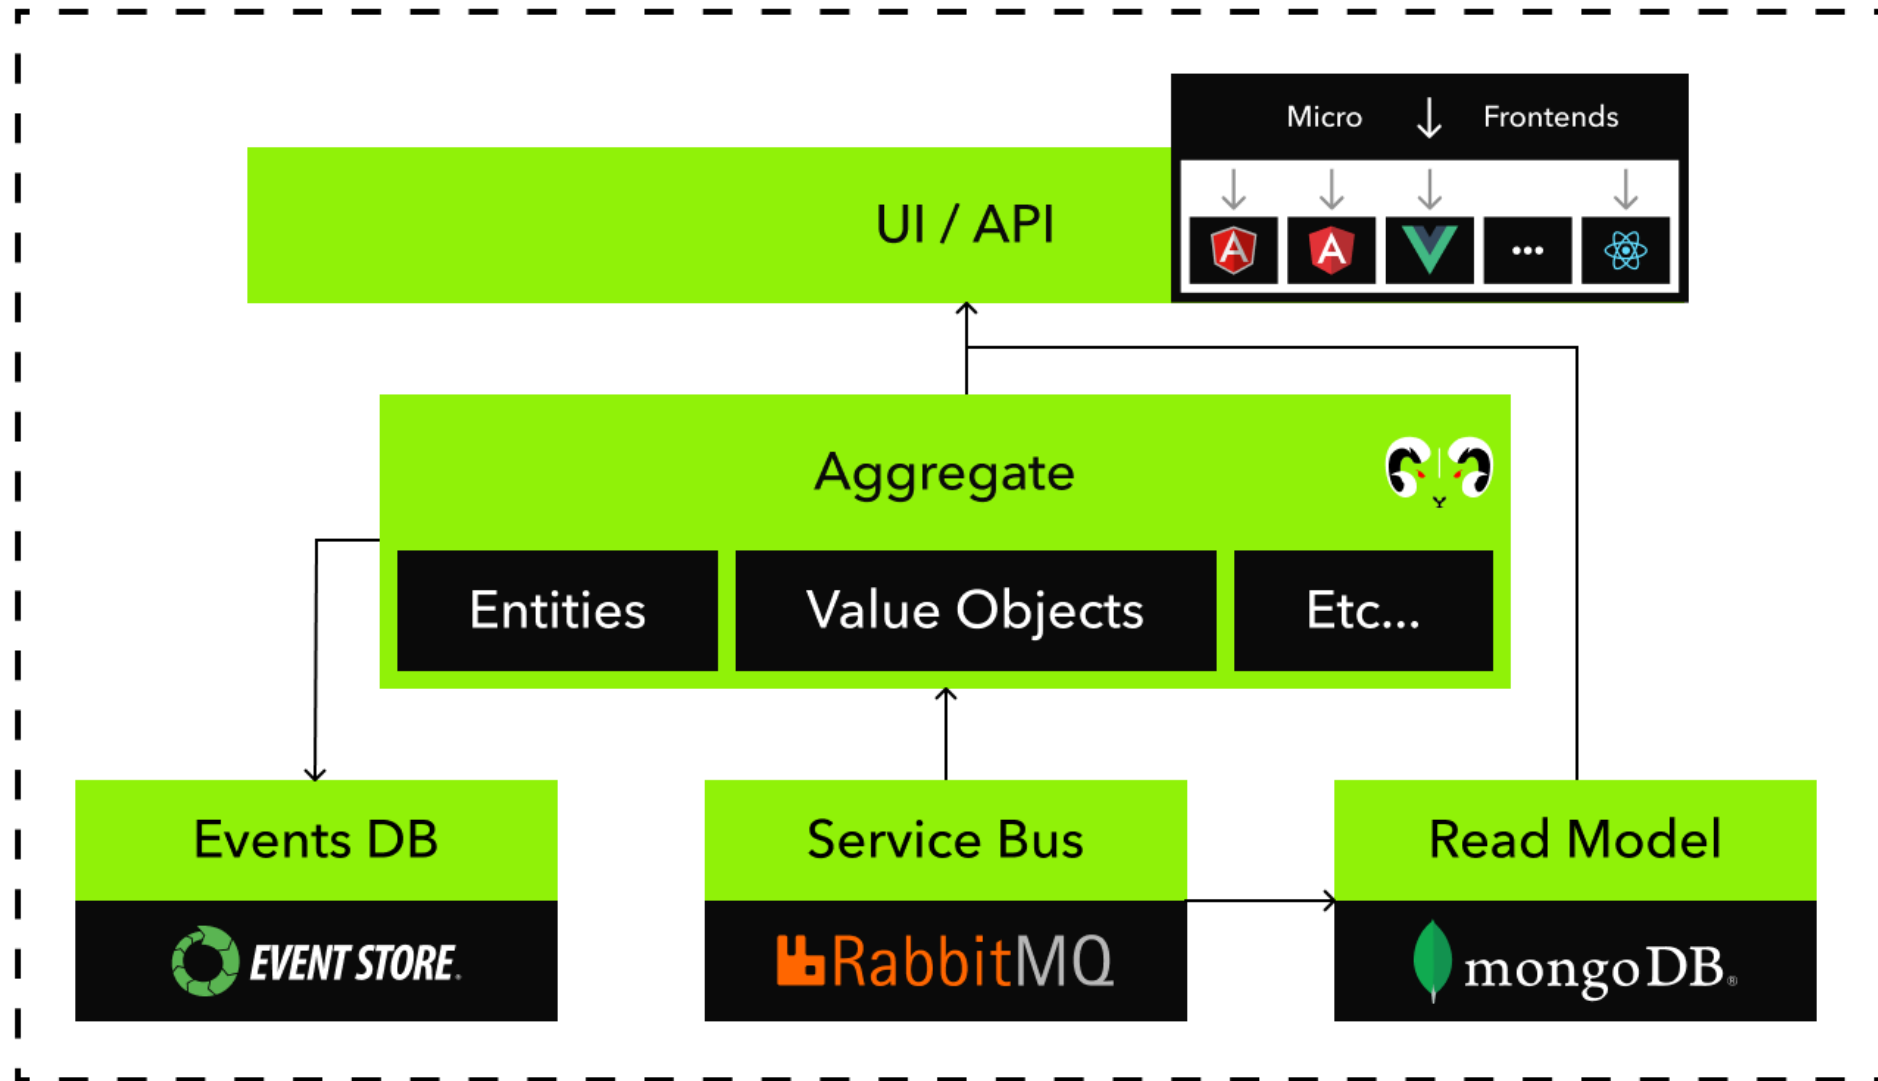 Micro ↓ Frontends
UI / API
...
Aggregate
Entities
Value Objects
Etc...
Events DB
Service Bus
Read Model
EVENT STORE.
RabbitMQ
mongoDB®